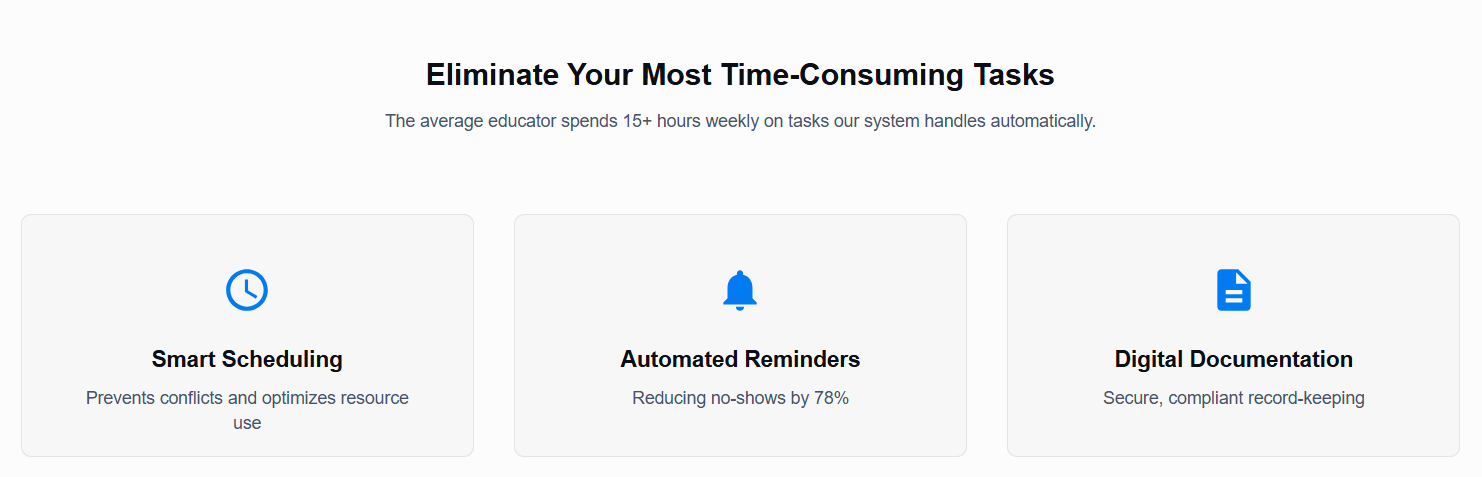 Eliminate Your Most Time-Consuming Tasks
The average educator spends 15+ hours weekly on tasks our system handles automatically.
Smart Scheduling
Prevents conflicts and optimizes resource
use
Automated Reminders
Reducing no-shows by 78%
Digital Documentation
Secure, compliant record-keeping